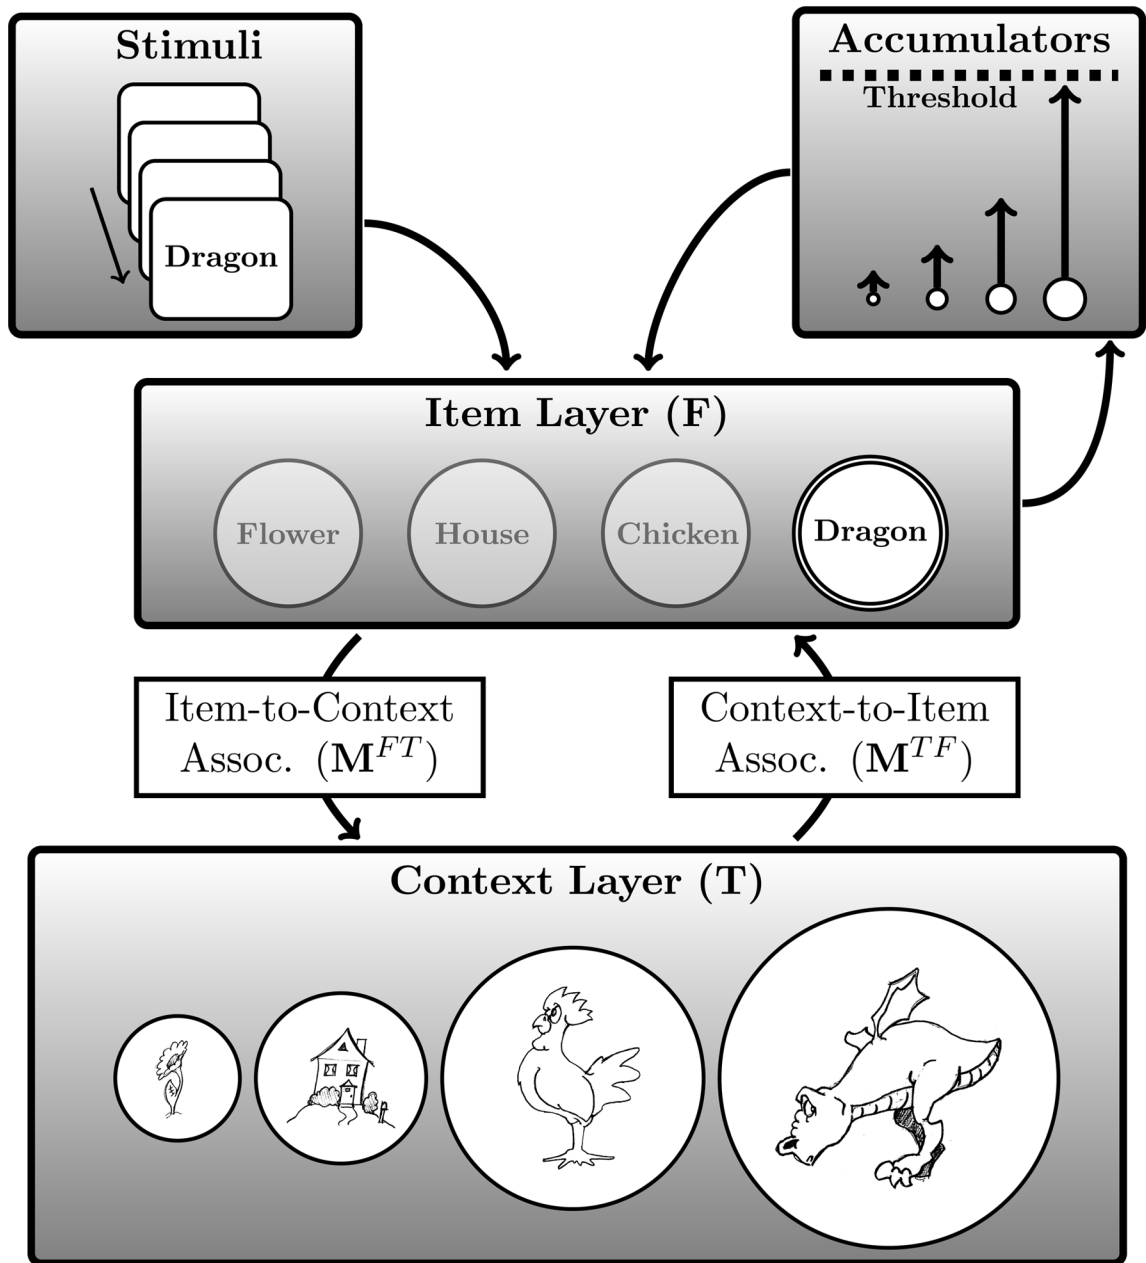 Stimuli
Dragon
Accumulators
Threshold
Item Layer (F)
Flower
House
Chicken
Dragon
Item-to-Context
Assoc. (M^{FT})
Context-to-Item
Assoc. (M^{TF})
Context Layer (T)